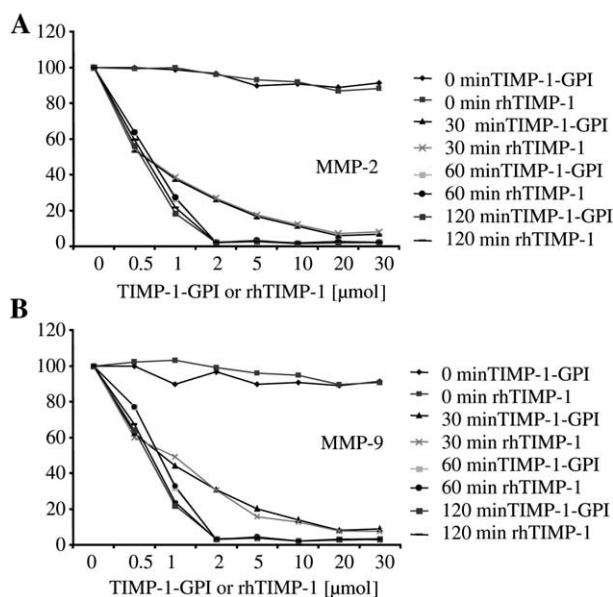 A
120
100
80
60
40
20
0
MMP-2
0 0.5 1 2 5 10 20 30
TIMP-1-GPI or rhTIMP-1 [µmol]
0 minTIMP-1-GPI
0 min rhTIMP-1
30 minTIMP-1-GPI
30 min rhTIMP-1
60 minTIMP-1-GPI
60 min rhTIMP-1
120 minTIMP-1-GPI
120 min rhTIMP-1
B
120
100
80
60
40
20
0
MMP-9
0 0.5 1 2 5 10 20 30
TIMP-1-GPI or rhTIMP-1 [µmol]
0 minTIMP-1-GPI
0 min rhTIMP-1
30 minTIMP-1-GPI
30 min rhTIMP-1
60 minTIMP-1-GPI
60 min rhTIMP-1
120 minTIMP-1-GPI
120 min rhTIMP-1